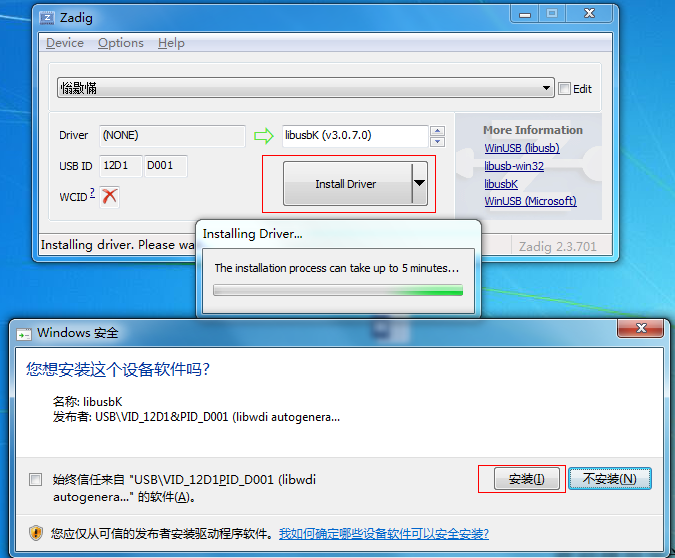 Zadig
Device Options Help
Edit
Driver (NONE) libusbK (v3.0.7.0)
More Information
WinUSB (libusb)
libusb-win32
libusbK
WinUSB (Microsoft)
USB ID 12D1 D001
WCID ?
Install Driver
Installing driver. Please wa
Zadig 2.3.701
Installing Driver...
The installation process can take up to 5 minutes...
Windows 安全
您想安装这个设备软件吗?
名称: libusbK
发布者: USB\VID_12D1&PID_D001 (libwdi autogenera...
始终信任来自 "USB\VID_12D1PID_D001 (libwdi
autogenera..." 的软件(A)。
安装(I)
不安装(N)
您应仅从可信的发布者安装驱动程序软件。我如何确定哪些设备软件可以安全安装?